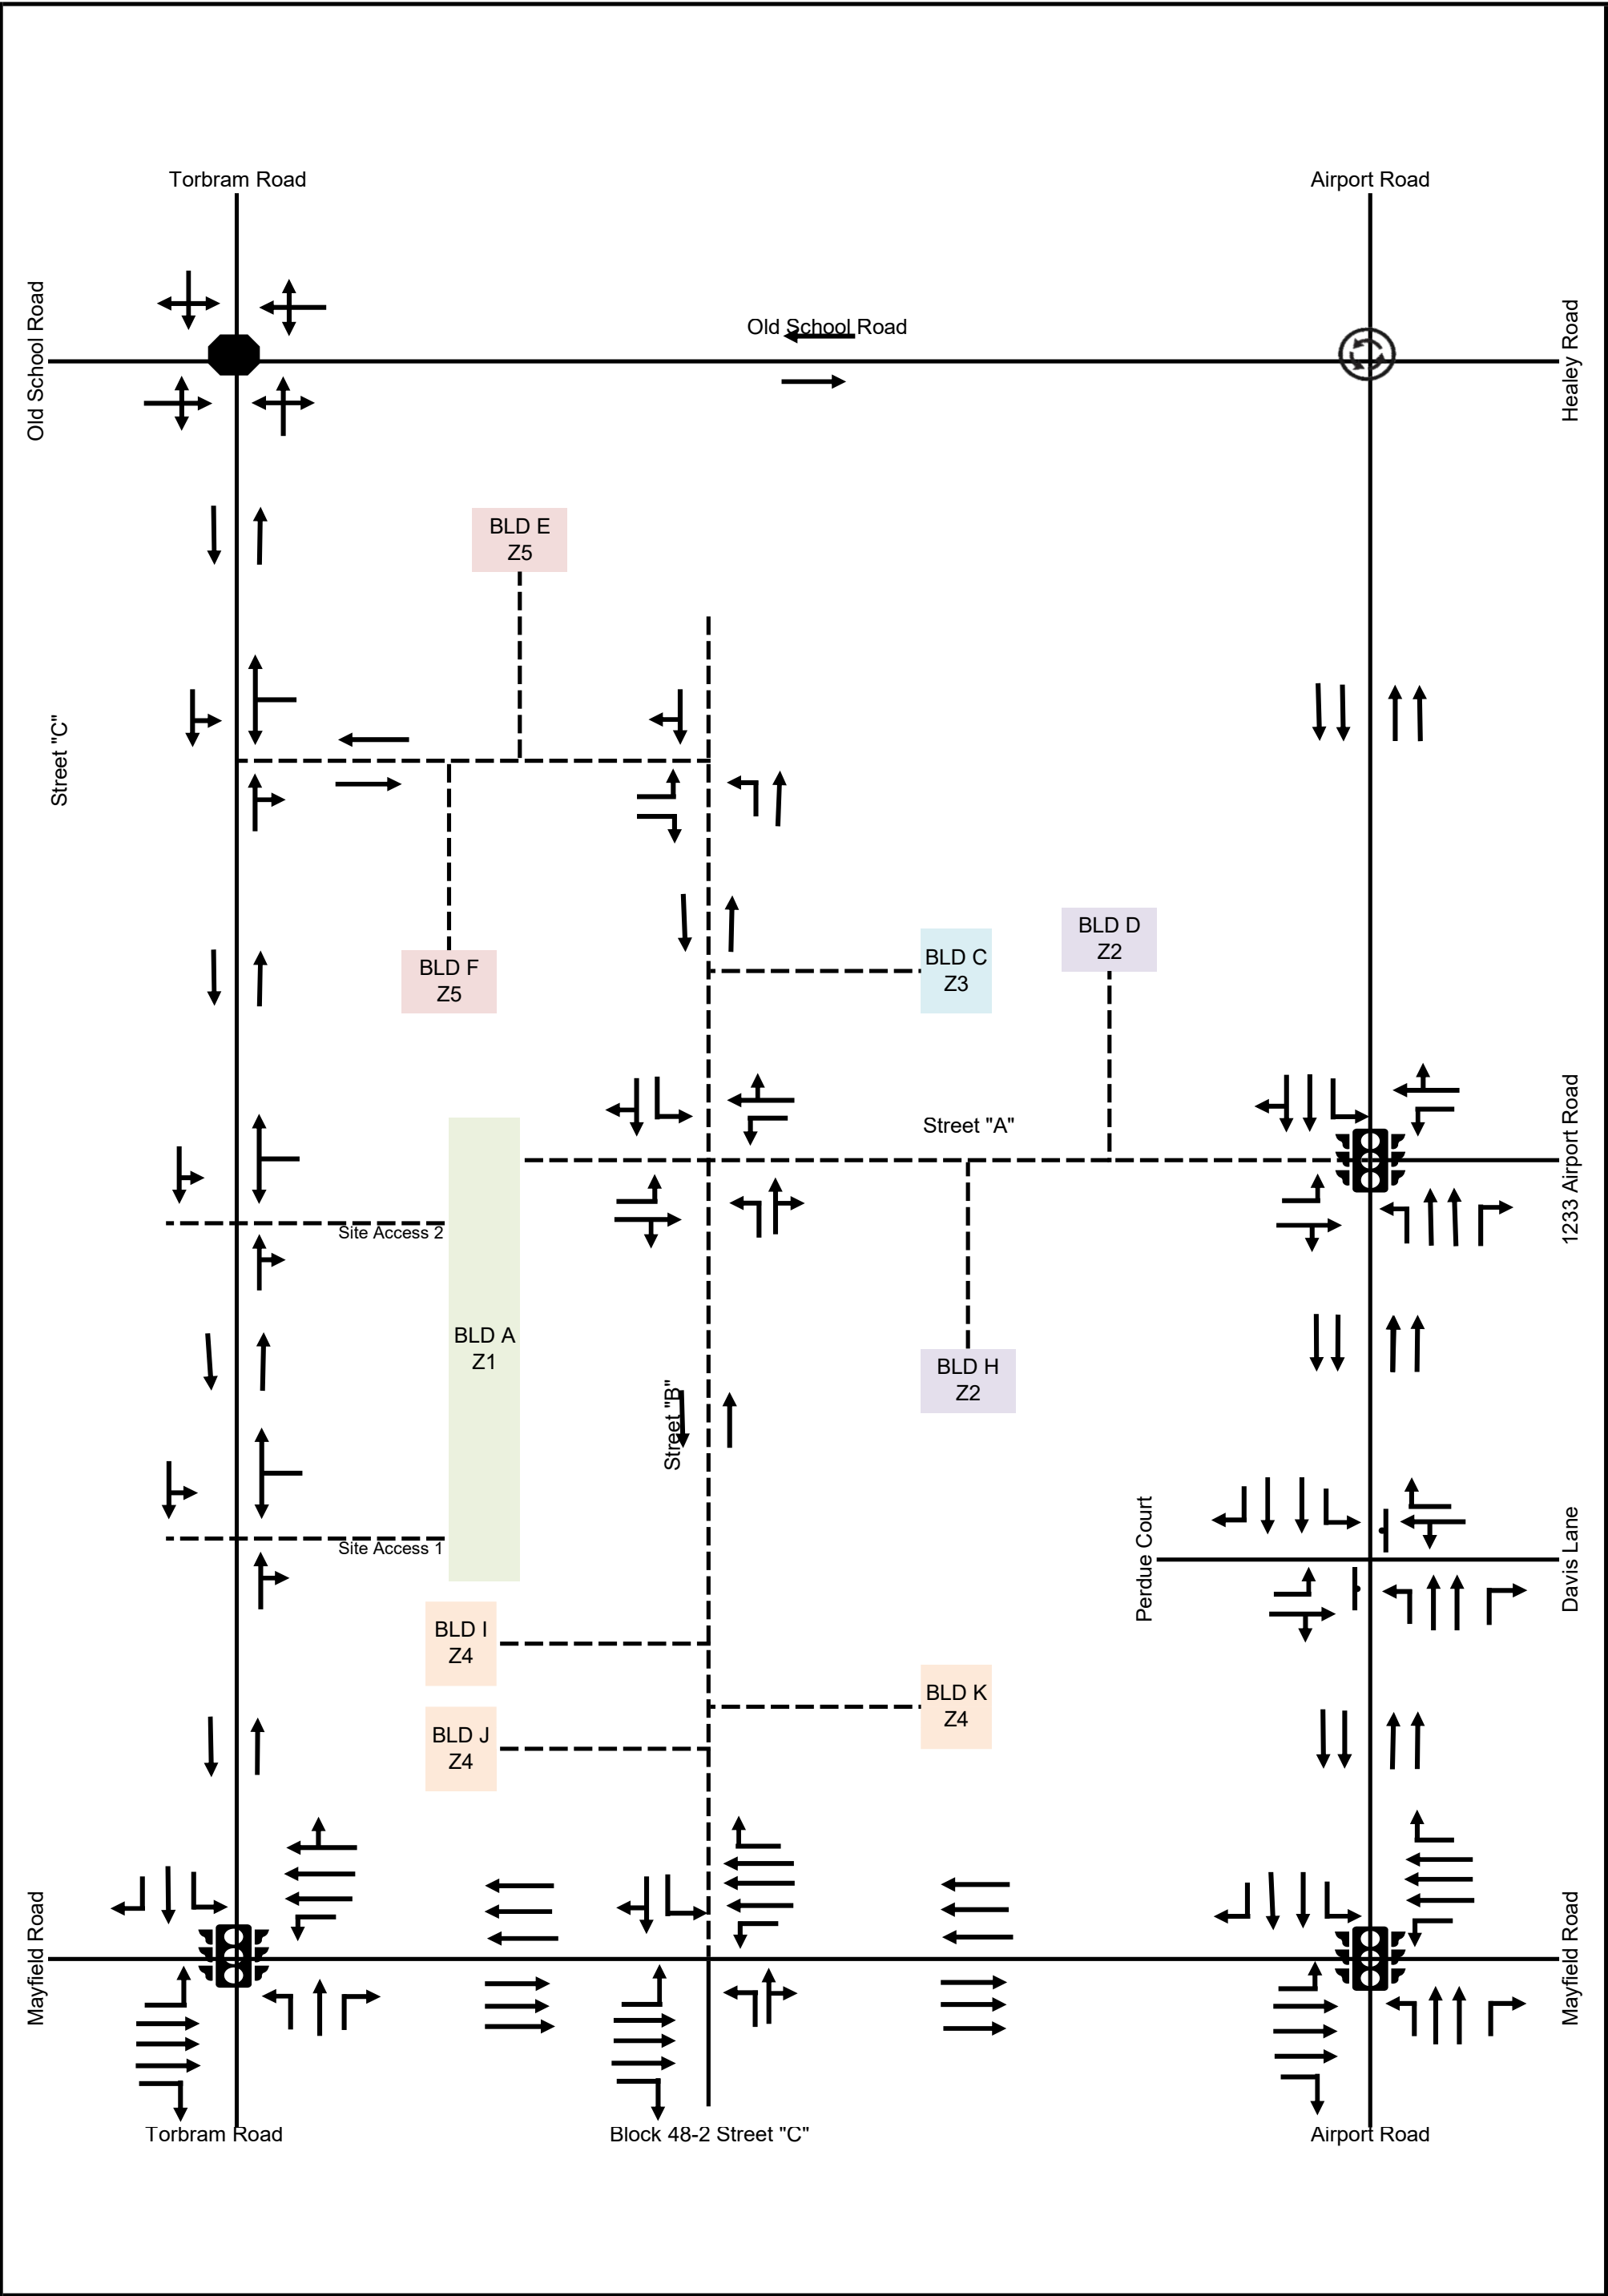 Torbram Road
Airport Road
Old School Road
Old School Road
Healey Road
BLD E
Z5
Street "C"
BLD D
Z2
BLD C
Z3
BLD F
Z5
Street "A"
1233 Airport Road
Site Access 2
BLD A
Z1
BLD H
Z2
Street "B"
Perdue Court
Davis Lane
Site Access 1
BLD I
Z4
BLD K
Z4
BLD J
Z4
Mayfield Road
Mayfield Road
Torbram Road
Block 48-2 Street "C"
Airport Road